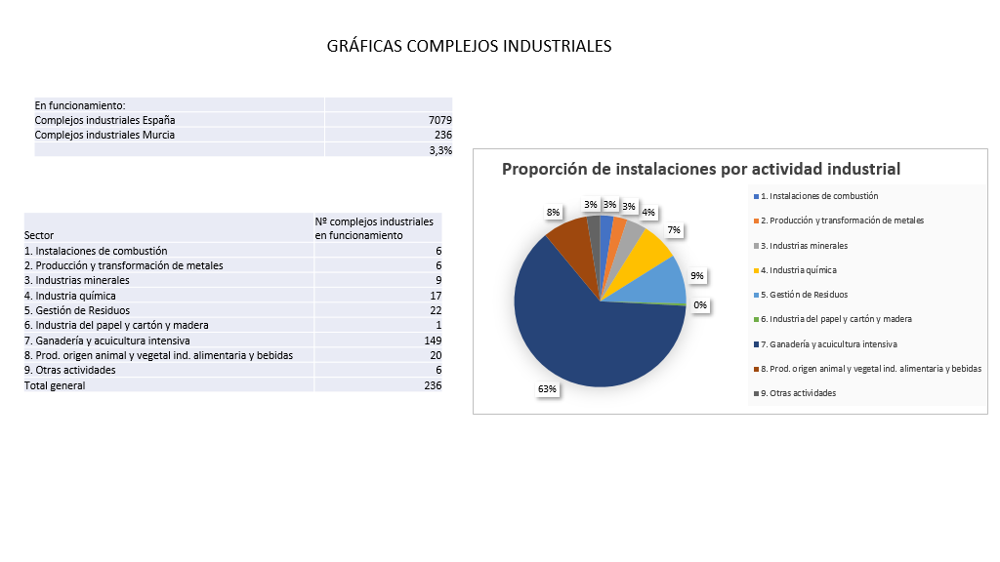 GRÁFICAS COMPLEJOS INDUSTRIALES
En funcionamiento:
Complejos industriales España 7079
Complejos industriales Murcia 236
3,3%
Sector Nº complejos industriales en funcionamiento
1. Instalaciones de combustión 6
2. Producción y transformación de metales 6
3. Industrias minerales 9
4. Industria química 17
5. Gestión de Residuos 22
6. Industria del papel y cartón y madera 1
7. Ganadería y acuicultura intensiva 149
8. Prod. origen animal y vegetal ind. alimentaria y bebidas 20
9. Otras actividades 6
Total general 236
Proporción de instalaciones por actividad industrial
3%
3%
4%
7%
9%
0%
63%
8%
3%
1. Instalaciones de combustión
2. Producción y transformación de metales
3. Industrias minerales
4. Industria química
5. Gestión de Residuos
6. Industria del papel y cartón y madera
7. Ganadería y acuicultura intensiva
8. Prod. origen animal y vegetal ind. alimentaria y bebidas
9. Otras actividades